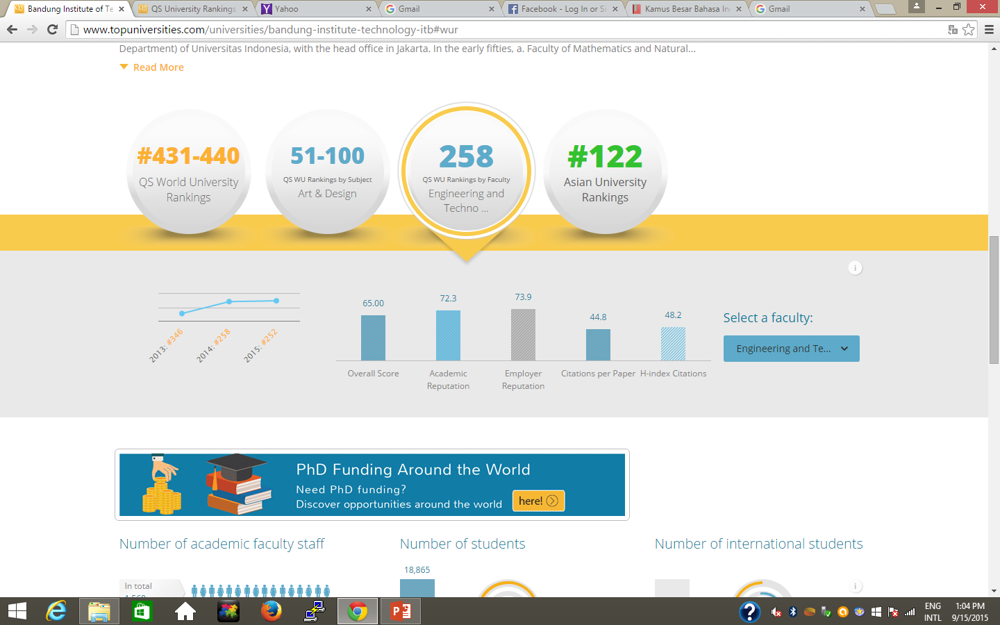 Bandung Institute of Te
QS University Rankings
Yahoo
Gmail
Facebook - Log In or Si
Kamus Besar Bahasa Ind
Gmail
www.topuniversities.com/universities/bandung-institute-technology-itb#wur
Department) of Universitas Indonesia, with the head office in Jakarta. In the early fifties, a. Faculty of Mathematics and Natural...
Read More
#431-440
QS World University
Rankings
51-100
QS WU Rankings by Subject
Art & Design
258
QS WU Rankings by Faculty
Engineering and
Techno ...
#122
Asian University
Rankings
2013: #346
2014: #258
2015: #252
65.00
72.3
73.9
44.8
48.2
Overall Score
Academic
Reputation
Employer
Reputation
Citations per Paper
H-index Citations
Select a faculty:
Engineering and Te...
PhD Funding Around the World
Need PhD funding?
Discover opportunities around the world
here!
Number of academic faculty staff
Number of students
Number of international students
18,865
In total
ENG
INTL
1:04 PM
9/15/2015